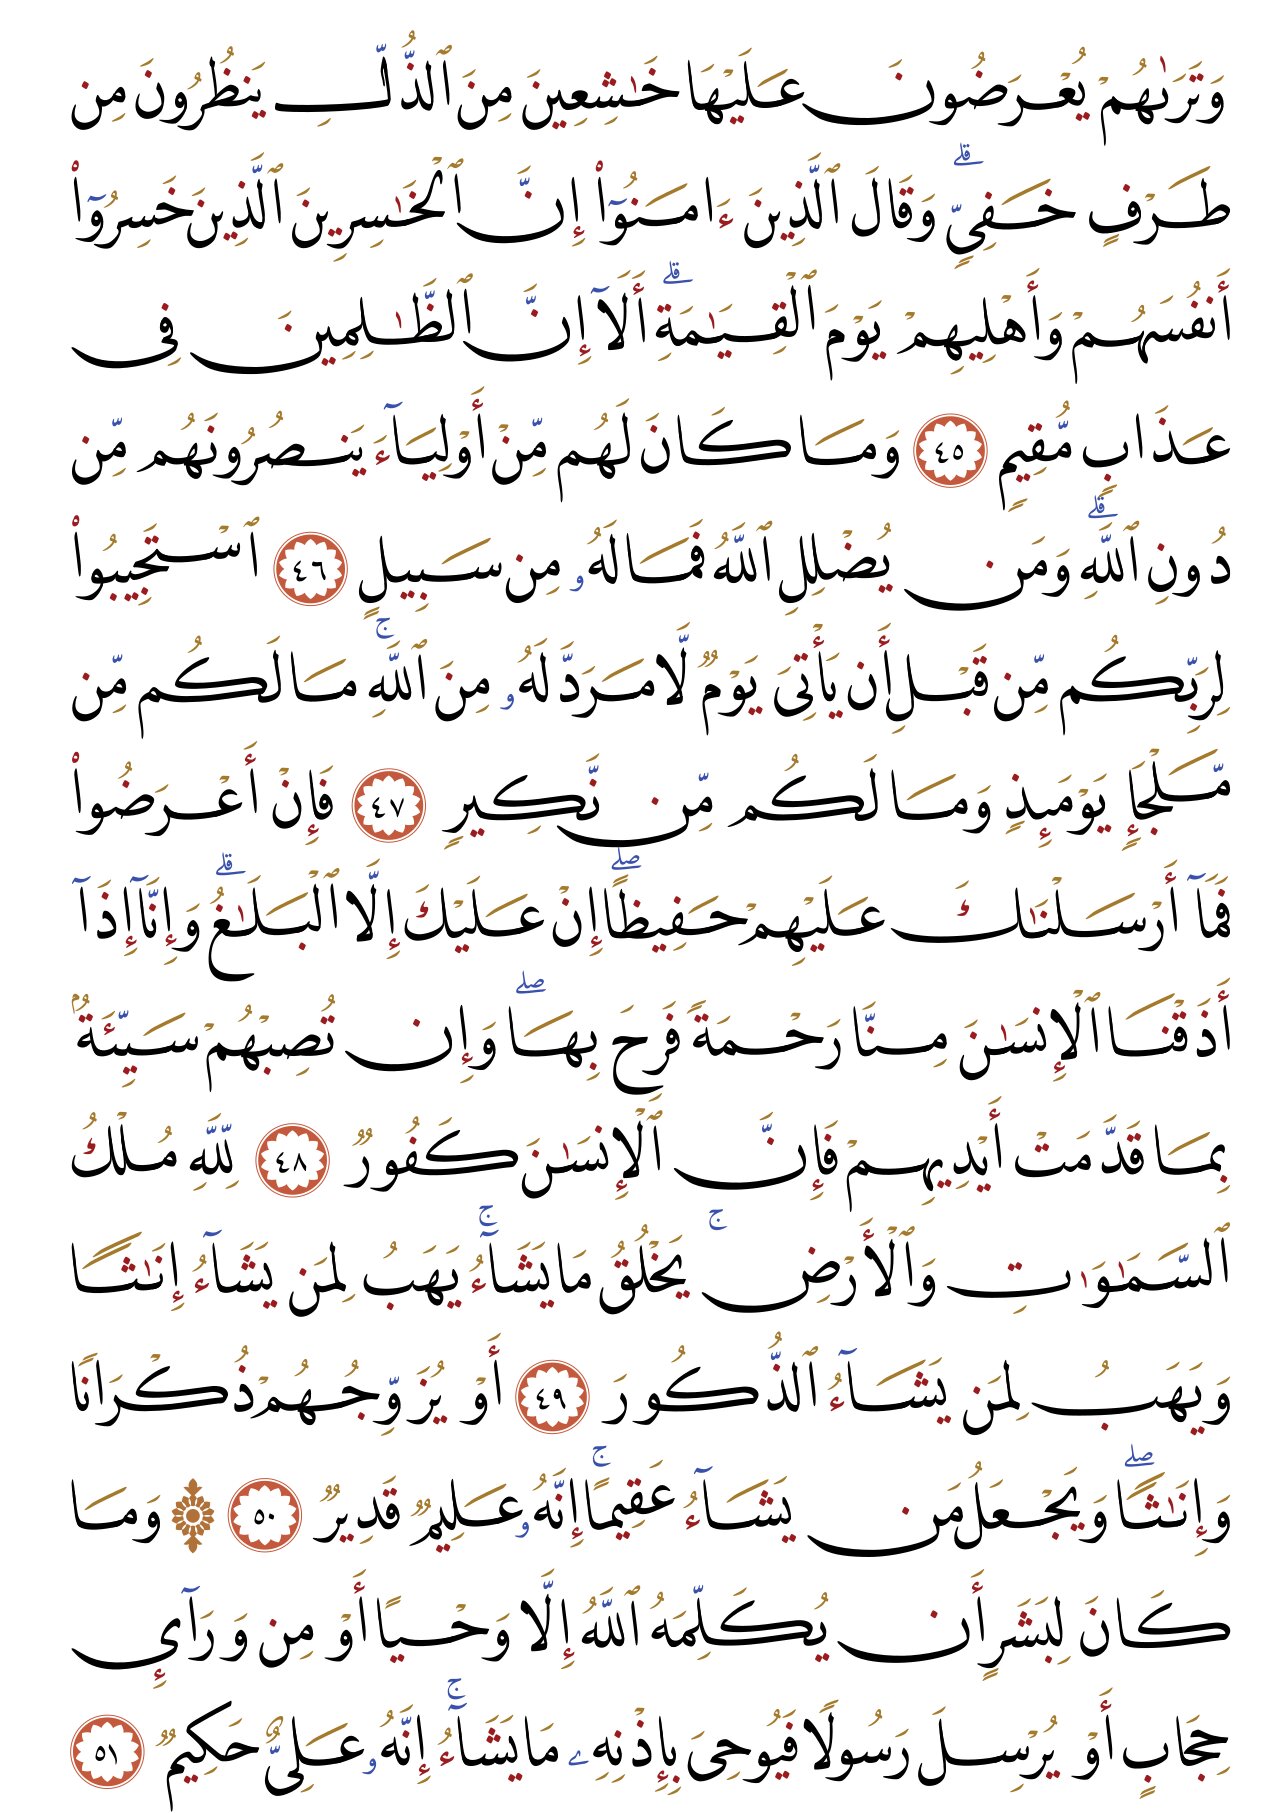 وَتَرَىٰهُمْ يُعْرَضُونَ عَلَيْهَا خَٰشِعِينَ مِنَ ٱلذُّلِّ يَنظُرُونَ مِن
طَرْفٍ خَفِىٍّ ۗ وَقَالَ ٱلَّذِينَ ءَامَنُوٓا۟ إِنَّ ٱلْخَٰسِرِينَ ٱلَّذِينَ خَسِرُوٓا۟
أَنفُسَهُمْ وَأَهْلِيهِمْ يَوْمَ ٱلْقِيَٰمَةِ ۗ أَلَآ إِنَّ ٱلظَّٰلِمِينَ فِى
عَذَابٍ مُّقِيمٍ ٤٥ وَمَا كَانَ لَهُم مِّنْ أَوْلِيَآءَ يَنصُرُونَهُم مِّن
دُونِ ٱللَّهِ ۗ وَمَن يُضْلِلِ ٱللَّهُ فَمَا لَهُۥ مِن سَبِيلٍ ٤٦ ٱسْتَجِيبُوا۟
لِرَبِّكُم مِّن قَبْلِ أَن يَأْتِىَ يَوْمٌ لَّا مَرَدَّ لَهُۥ مِنَ ٱللَّهِ ۚ مَا لَكُم مِّن
مَّلْجَإٍ يَوْمَئِذٍ وَمَا لَكُم مِّن نَّكِيرٍ ٤٧ فَإِنْ أَعْرَضُوا۟
فَمَآ أَرْسَلْنَٰكَ عَلَيْهِمْ حَفِيظًا ۖ إِنْ عَلَيْكَ إِلَّا ٱلْبَلَٰغُ ۗ وَإِنَّآ إِذَآ
أَذَقْنَا ٱلْإِنسَٰنَ مِنَّا رَحْمَةً فَرِحَ بِهَا ۖ وَإِن تُصِبْهُمْ سَيِّئَةٌۢ
بِمَا قَدَّمَتْ أَيْدِيهِمْ فَإِنَّ ٱلْإِنسَٰنَ كَفُورٌ ٤٨ لِّلَّهِ مُلْكُ
ٱلسَّمَٰوَٰتِ وَٱلْأَرْضِ ۚ يَخْلُقُ مَا يَشَآءُ ۚ يَهَبُ لِمَن يَشَآءُ إِنَٰثًا
وَيَهَبُ لِمَن يَشَآءُ ٱلذُّكُورَ ٤٩ أَوْ يُزَوِّجُهُمْ ذُكْرَانًا
وَإِنَٰثًا ۖ وَيَجْعَلُ مَن يَشَآءُ عَقِيمًا ۚ إِنَّهُۥ عَلِيمٌ قَدِيرٌ ٥٠ ۞ وَمَا
كَانَ لِبَشَرٍ أَن يُكَلِّمَهُ ٱللَّهُ إِلَّا وَحْيًا أَوْ مِن وَرَآئِ
حِجَابٍ أَوْ يُرْسِلَ رَسُولًا فَيُوحِىَ بِإِذْنِهِۦ مَا يَشَآءُ ۚ إِنَّهُۥ عَلِىٌّ حَكِيمٌ ٥١